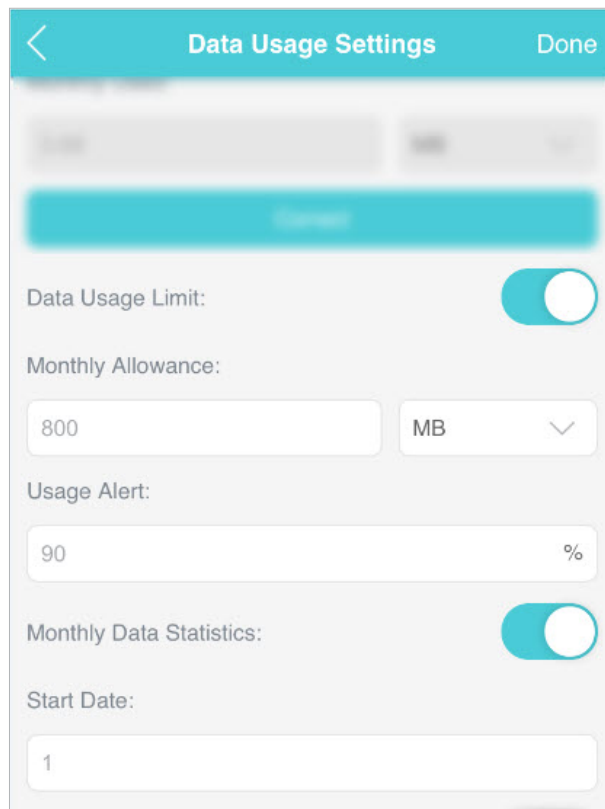 Data Usage Settings Done
MB
Data Usage Limit:
Monthly Allowance:
800 MB
Usage Alert:
90 %
Monthly Data Statistics:
Start Date:
1